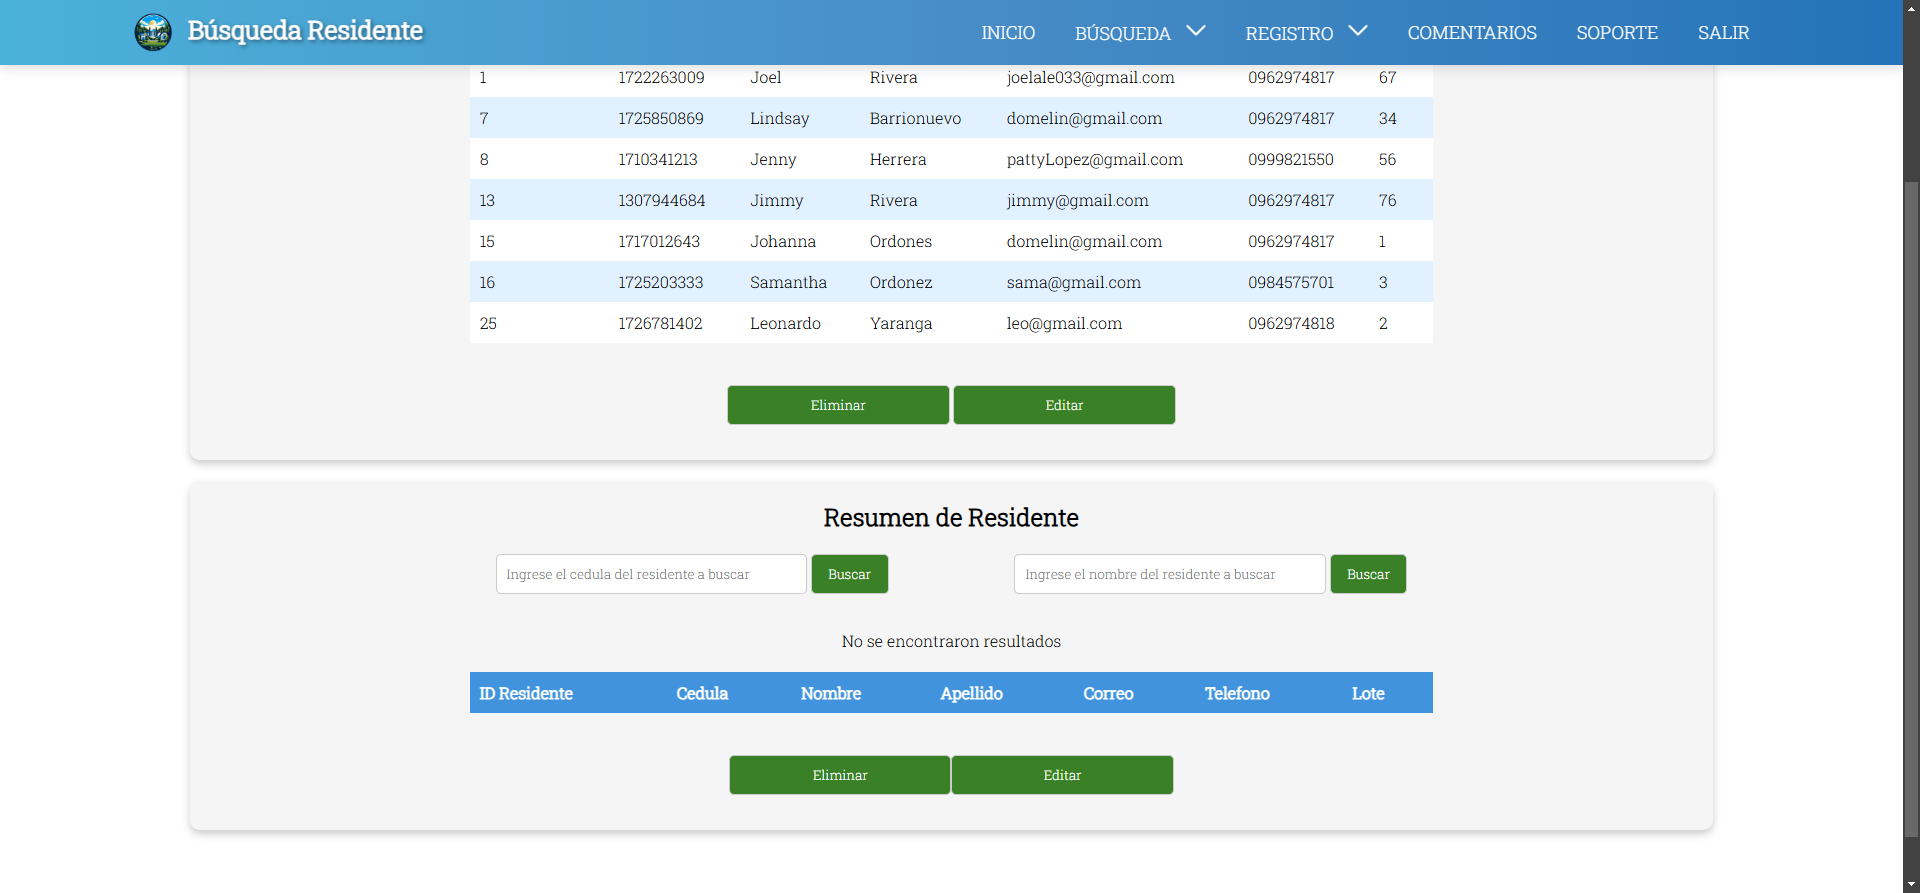 Búsqueda Residente INICIO BÚSQUEDA REGISTRO COMENTARIOS SOPORTE SALIR
1 1722263009 Joel Rivera joelale033@gmail.com 0962974817 67
7 1725850869 Lindsay Barrionuevo domelin@gmail.com 0962974817 34
8 1710341213 Jenny Herrera pattyLopez@gmail.com 0999821550 56
13 1307944684 Jimmy Rivera jimmy@gmail.com 0962974817 76
15 1717012643 Johanna Ordones domelin@gmail.com 0962974817 1
16 1725203333 Samantha Ordonez sama@gmail.com 0984575701 3
25 1726781402 Leonardo Yaranga leo@gmail.com 0962974818 2
Eliminar Editar
Resumen de Residente
Ingrese el cedula del residente a buscar Buscar Ingrese el nombre del residente a buscar Buscar
No se encontraron resultados
ID Residente Cedula Nombre Apellido Correo Telefono Lote
Eliminar Editar